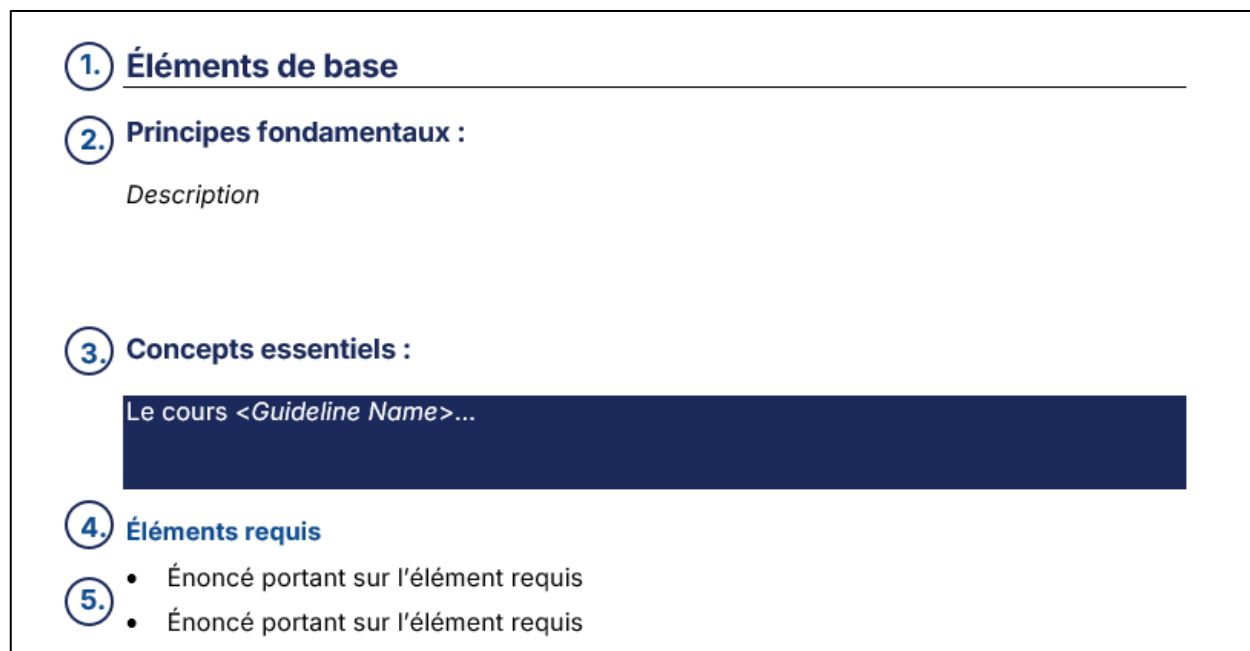 1. Éléments de base
2. Principes fondamentaux :
Description
3. Concepts essentiels :
Le cours <Guideline Name>...
4. Éléments requis
• Énoncé portant sur l’élément requis
5.
• Énoncé portant sur l’élément requis